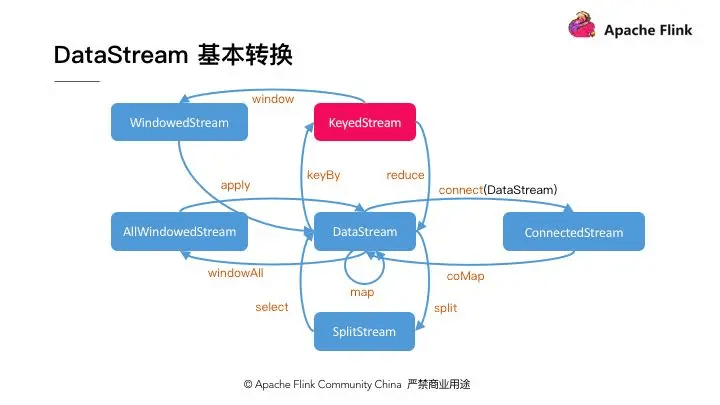 Apache Flink
DataStream 基本转换
window
WindowedStream
KeyedStream
apply
keyBy
reduce
connect(DataStream)
AllWindowedStream
DataStream
ConnectedStream
windowAll
coMap
map
select
split
SplitStream
© Apache Flink Community China 严禁商业用途